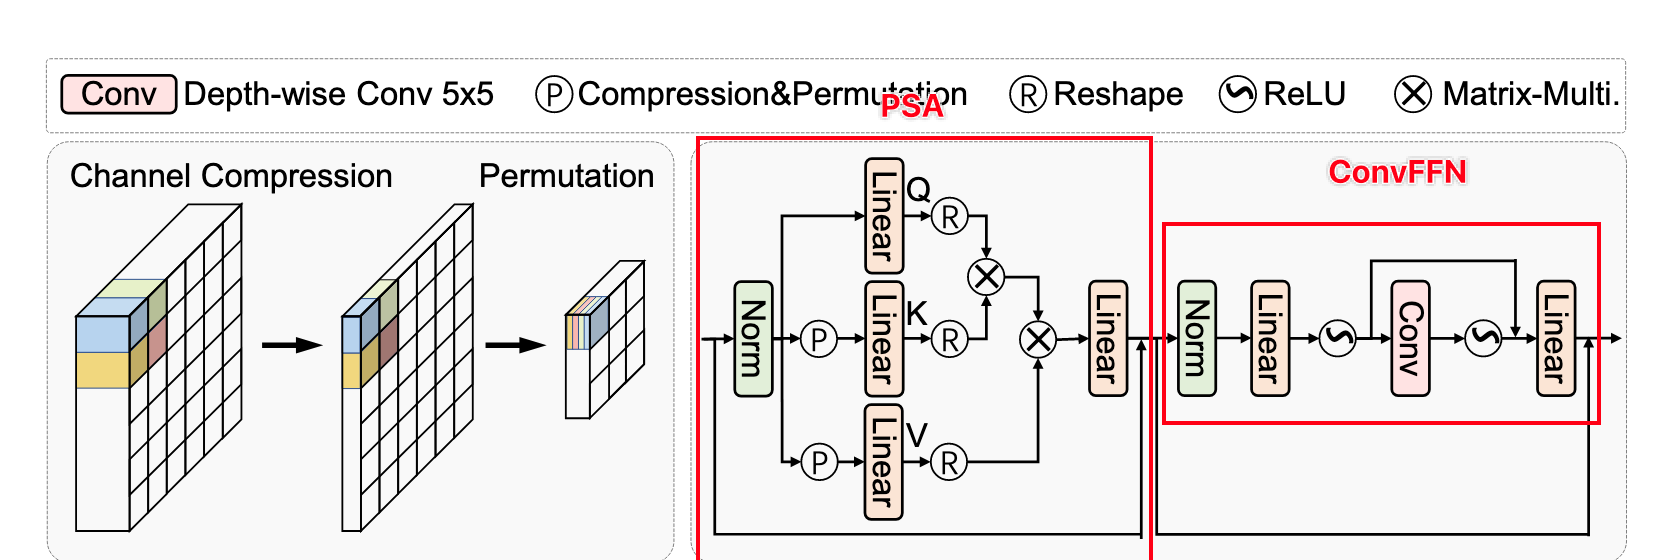 Conv Depth-wise Conv 5x5 P Compression&Permutation R Reshape ReLU Matrix-Multi.
PSA
Channel Compression Permutation
ConvFFN
Linear Q R
Norm P Linear K R Linear Norm Linear Conv Linear
P Linear V R